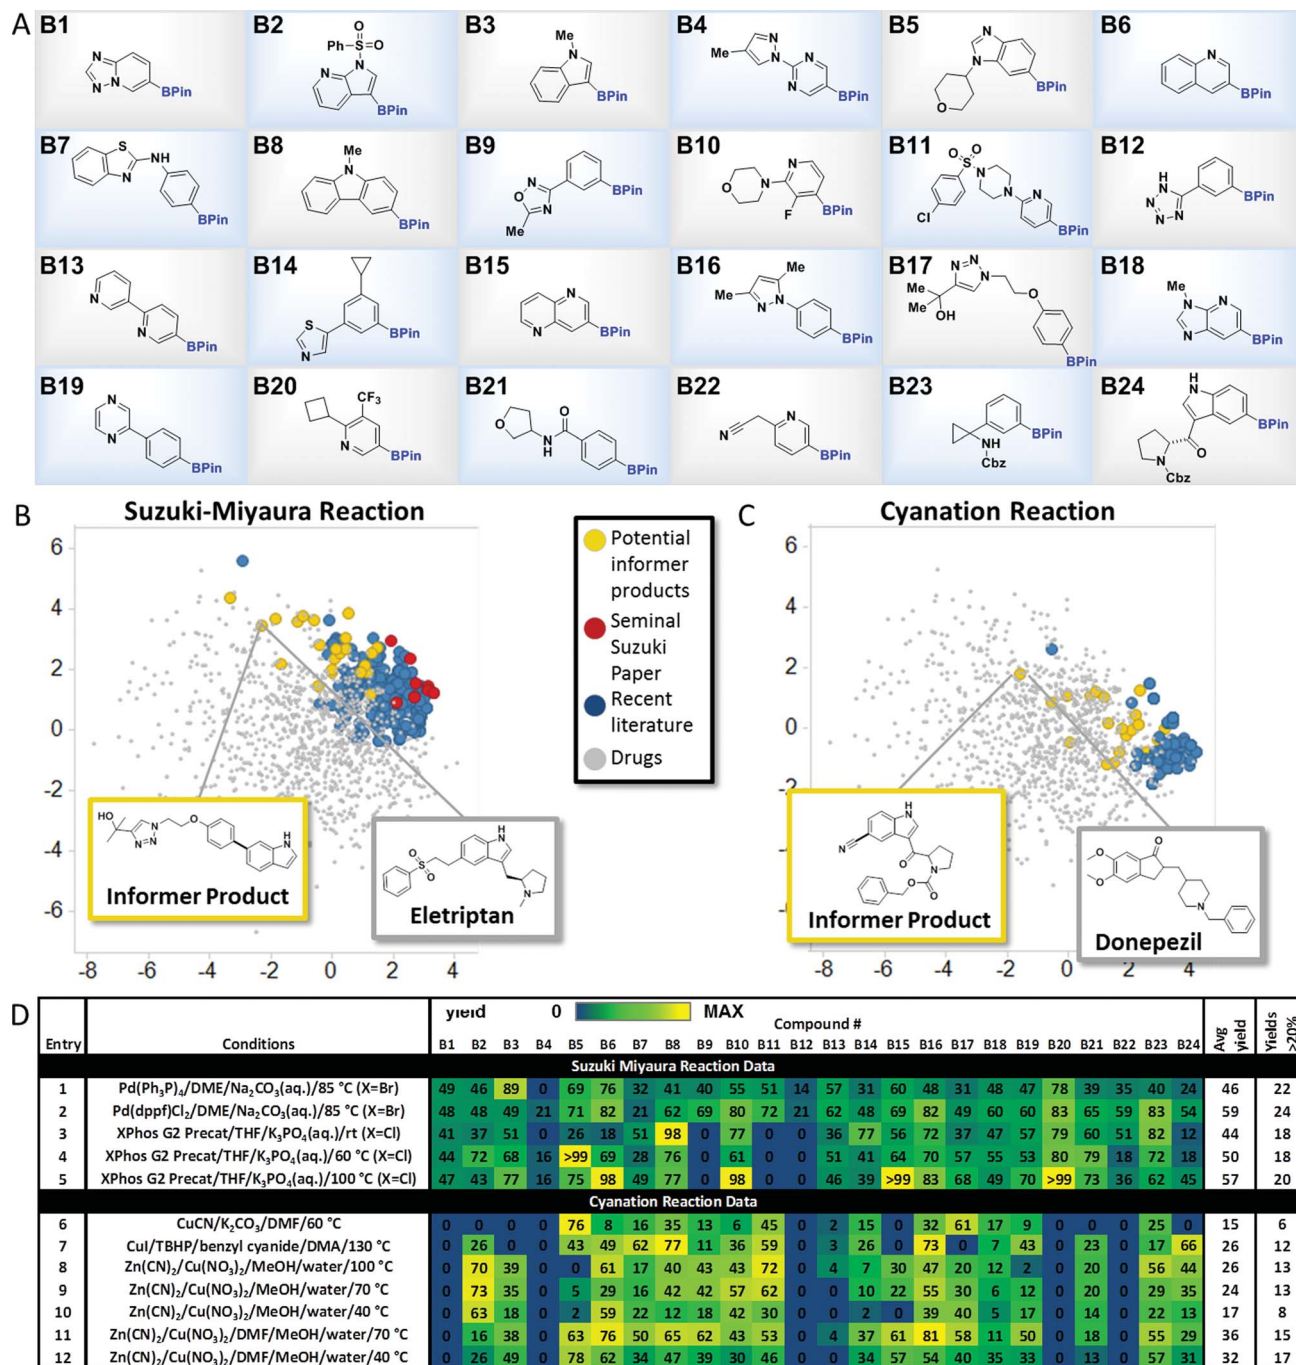 A
B1 B2 B3 B4 B5 B6
O
Ph S O
N N BPin
Me N BPin
Me N N N N BPin
N N O BPin
N BPin
N N N BPin
B7 B8 B9 B10 B11 B12
S NH N BPin
Me N BPin
N O N Me BPin
O N N F BPin
O O S N N N Cl BPin
H N N N N BPin
B13 B14 B15 B16 B17 B18
N N BPin
S N BPin
N N BPin
Me Me N N BPin
N N N Me Me OH O BPin
Me N N N BPin
B19 B20 B21 B22 B23 B24
N N BPin
CF₃ N BPin
O O N H BPin
N N BPin
NH Cbz BPin
H N O N Cbz BPin
B Suzuki-Miyaura Reaction
C Cyanation Reaction
6
4
2
0
-2
-4
-6
-8 -6 -4 -2 0 2 4
Potential
informer
products
Seminal
Suzuki
Paper
Recent
literature
Drugs
6
4
2
0
-2
-8 -6 -4 -2 0 2 4
HO N N N O H N
Informer Product
H N O S O N
Eletriptan
H N N O N O O
Informer Product
O O O N
Donepezil
D
yield 0 MAX
Compound #
Entry Conditions B1 B2 B3 B4 B5 B6 B7 B8 B9 B10 B11 B12 B13 B14 B15 B16 B17 B18 B19 B20 B21 B22 B23 B24 Avg yield Yields >20%
Suzuki Miyaura Reaction Data
1 Pd(Ph₃P)₄/DME/Na₂CO₃(aq.)/85 °C (X=Br) 49 46 89 0 69 76 32 41 40 55 51 14 57 31 60 48 31 48 47 78 39 35 40 24 46 22
2 Pd(dppf)Cl₂/DME/Na₂CO₃(aq.)/85 °C (X=Br) 48 48 49 21 71 82 21 62 69 80 72 21 62 48 69 82 49 60 60 83 65 59 83 54 59 24
3 XPhos G2 Precat/THF/K₃PO₄(aq.)/rt (X=Cl) 41 37 51 0 26 18 51 98 0 77 0 0 36 77 56 72 37 47 56 79 60 51 82 12 44 18
4 XPhos G2 Precat/THF/K₃PO₄(aq.)/60 °C (X=Cl) 44 72 68 16 >99 69 28 76 0 61 0 0 51 41 64 70 57 55 53 80 79 18 72 18 50 18
5 XPhos G2 Precat/THF/K₃PO₄(aq.)/100 °C (X=Cl) 47 43 77 16 75 98 49 77 0 98 0 0 46 39 >99 83 68 49 70 >99 73 36 62 45 57 20
Cyanation Reaction Data
6 CuCN/K₂CO₃/DMF/60 °C 0 0 0 0 76 8 16 35 13 6 45 0 2 15 0 32 61 17 9 0 0 0 25 0 15 6
7 CuI/TBHP/benzyl cyanide/DMA/130 °C 0 26 0 0 43 49 62 77 11 36 59 0 3 26 0 73 0 7 43 0 23 0 17 66 26 12
8 Zn(CN)₂/Cu(NO₃)₂/MeOH/water/100 °C 0 70 39 0 0 61 17 40 43 43 72 0 4 7 30 47 20 12 2 0 20 0 56 44 26 13
9 Zn(CN)₂/Cu(NO₃)₂/MeOH/water/70 °C 0 73 35 0 5 29 16 42 42 57 62 0 0 10 22 55 30 6 12 0 20 0 29 35 24 13
10 Zn(CN)₂/Cu(NO₃)₂/MeOH/water/40 °C 0 63 18 0 2 59 22 12 18 42 30 0 0 2 0 39 40 5 17 0 14 0 22 13 17 8
11 Zn(CN)₂/Cu(NO₃)₂/DMF/MeOH/water/70 °C 0 16 38 0 63 76 50 65 62 43 53 0 4 37 61 81 58 11 50 0 18 0 55 29 36 15
12 Zn(CN)₂/Cu(NO₃)₂/DMF/MeOH/water/40 °C 0 26 49 0 78 62 34 47 39 30 46 0 0 34 57 54 40 35 33 0 13 0 57 31 32 17